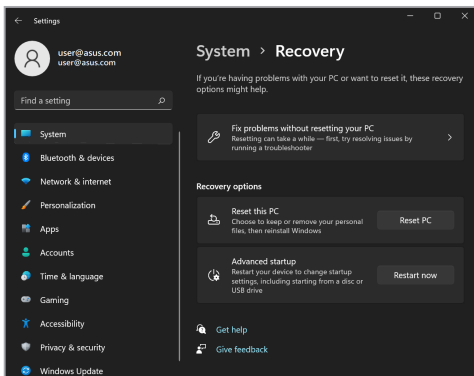 Settings
user@asus.com
user@asus.com
Find a setting
System
Bluetooth & devices
Network & internet
Personalization
Apps
Accounts
Time & language
Gaming
Accessibility
Privacy & security
Windows Update
System > Recovery
If you're having problems with your PC or want to reset it, these recovery
options might help.
Fix problems without resetting your PC
Resetting can take a while — first, try resolving issues by
running a troubleshooter
Recovery options
Reset this PC
Choose to keep or remove your personal
files, then reinstall Windows
Reset PC
Advanced startup
Restart your device to change startup
settings, including starting from a disc or
USB drive
Restart now
Get help
Give feedback